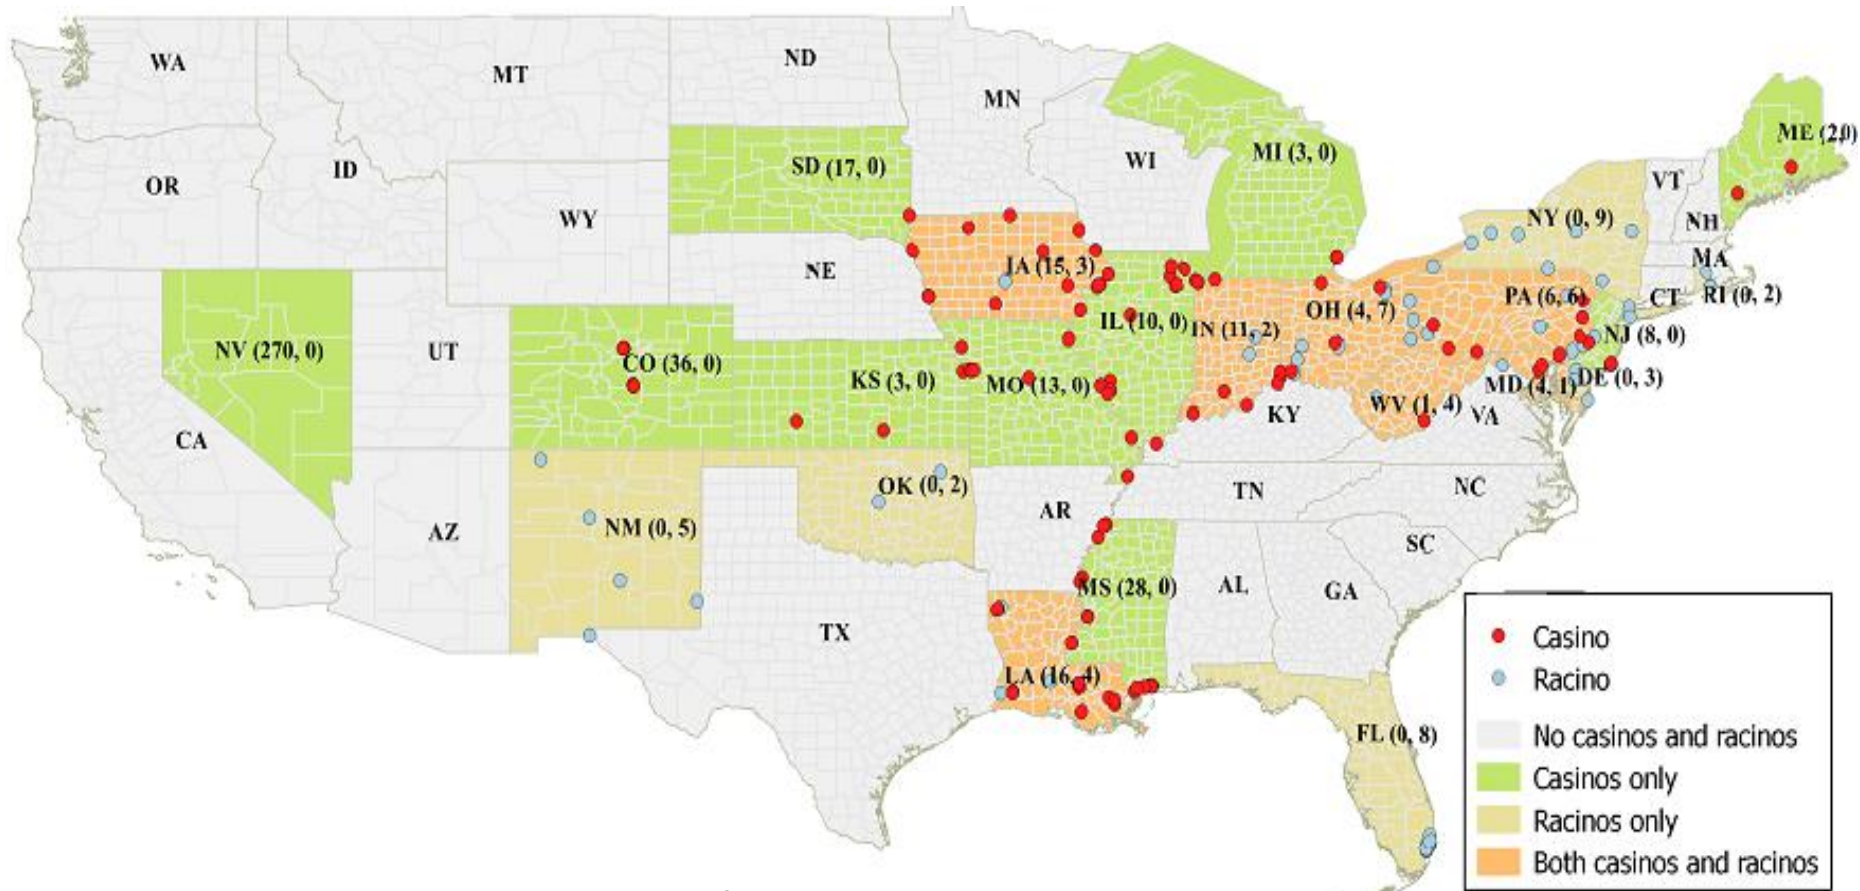 WA
MT
ND
MN
ME (2,0)
OR
ID
SD (17, 0)
WI
MI (3, 0)
VT
WY
NY (0, 9)
NH
NE
IA (15, 3)
MA
NV (270, 0)
UT
CO (36, 0)
KS (3, 0)
MO (13, 0)
IL (10, 0)
IN (11, 2)
OH (4, 7)
PA (6, 6)
CT
RI (0, 2)
NJ (8, 0)
MD (4, 1)
DE (0, 3)
CA
KY
WV (1, 4)
VA
AZ
NM (0, 5)
OK (0, 2)
AR
TN
NC
SC
TX
MS (28, 0)
AL
GA
LA (16, 4)
FL (0, 8)
Casino
Racino
No casinos and racinos
Casinos only
Racinos only
Both casinos and racinos